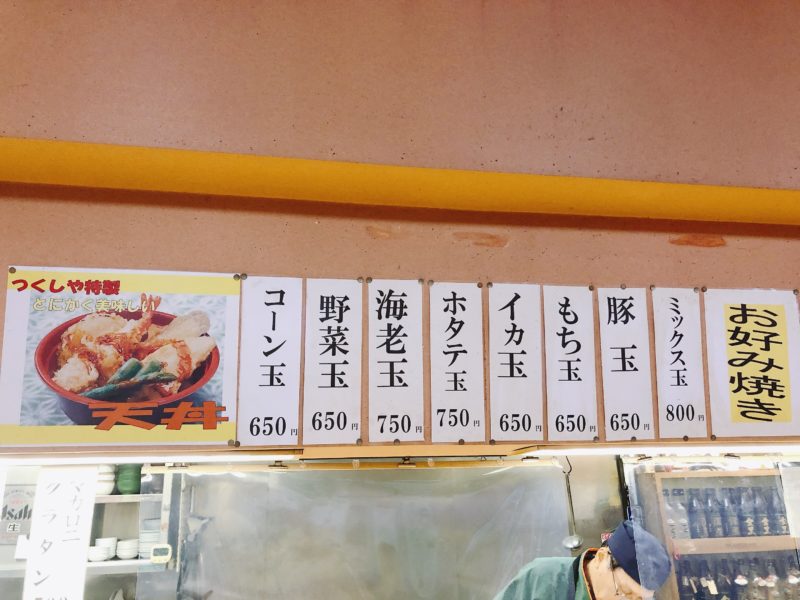 お好み焼き
ミックス玉
800円
豚玉
650円
もち玉
650円
イカ玉
650円
ホタテ玉
750円
海老玉
750円
野菜玉
650円
コーン玉
650円
つくしや特製
とにかく美味しい
天丼
マカロニ
グラタン
Asahi
生